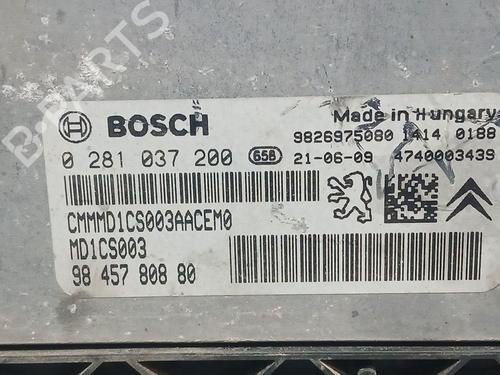 B-PARTS
BOSCH
Made in Hungary
9826975080 1414 0188
0 281 037 200 658 21-06-09 4740003439
CMMMD1CS003AACEM0
MD1CS003
98 457 808 80